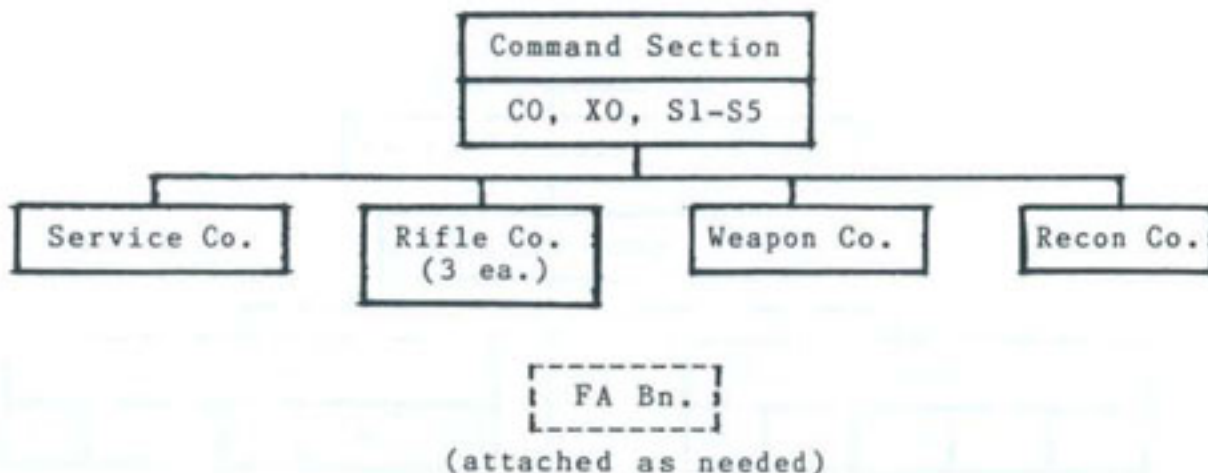 Command Section
CO, XO, S1-S5
Service Co.
Rifle Co.
(3 ea.)
Weapon Co.
Recon Co.
FA Bn.
(attached as needed)